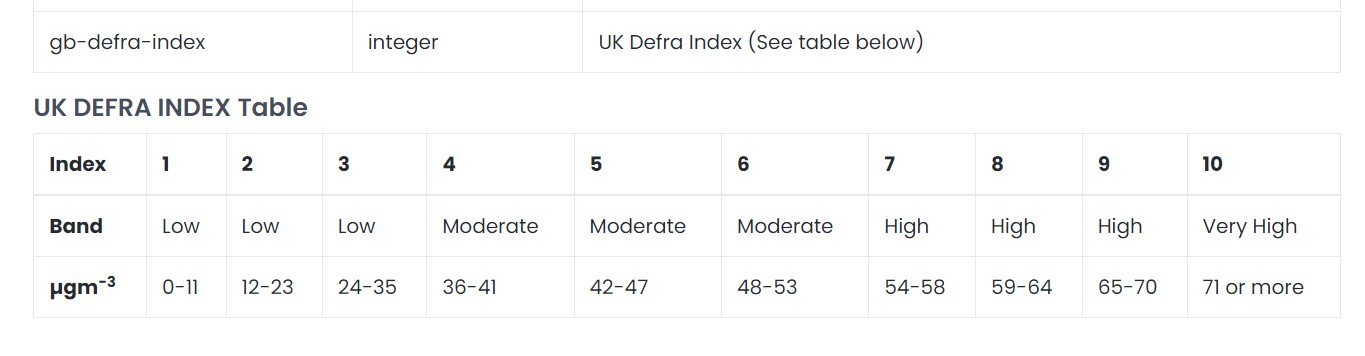 gb-defra-index integer UK Defra Index (See table below)
UK DEFRA INDEX Table
Index 1 2 3 4 5 6 7 8 9 10
Band Low Low Low Moderate Moderate Moderate High High High Very High
µgm⁻³ 0-11 12-23 24-35 36-41 42-47 48-53 54-58 59-64 65-70 71 or more